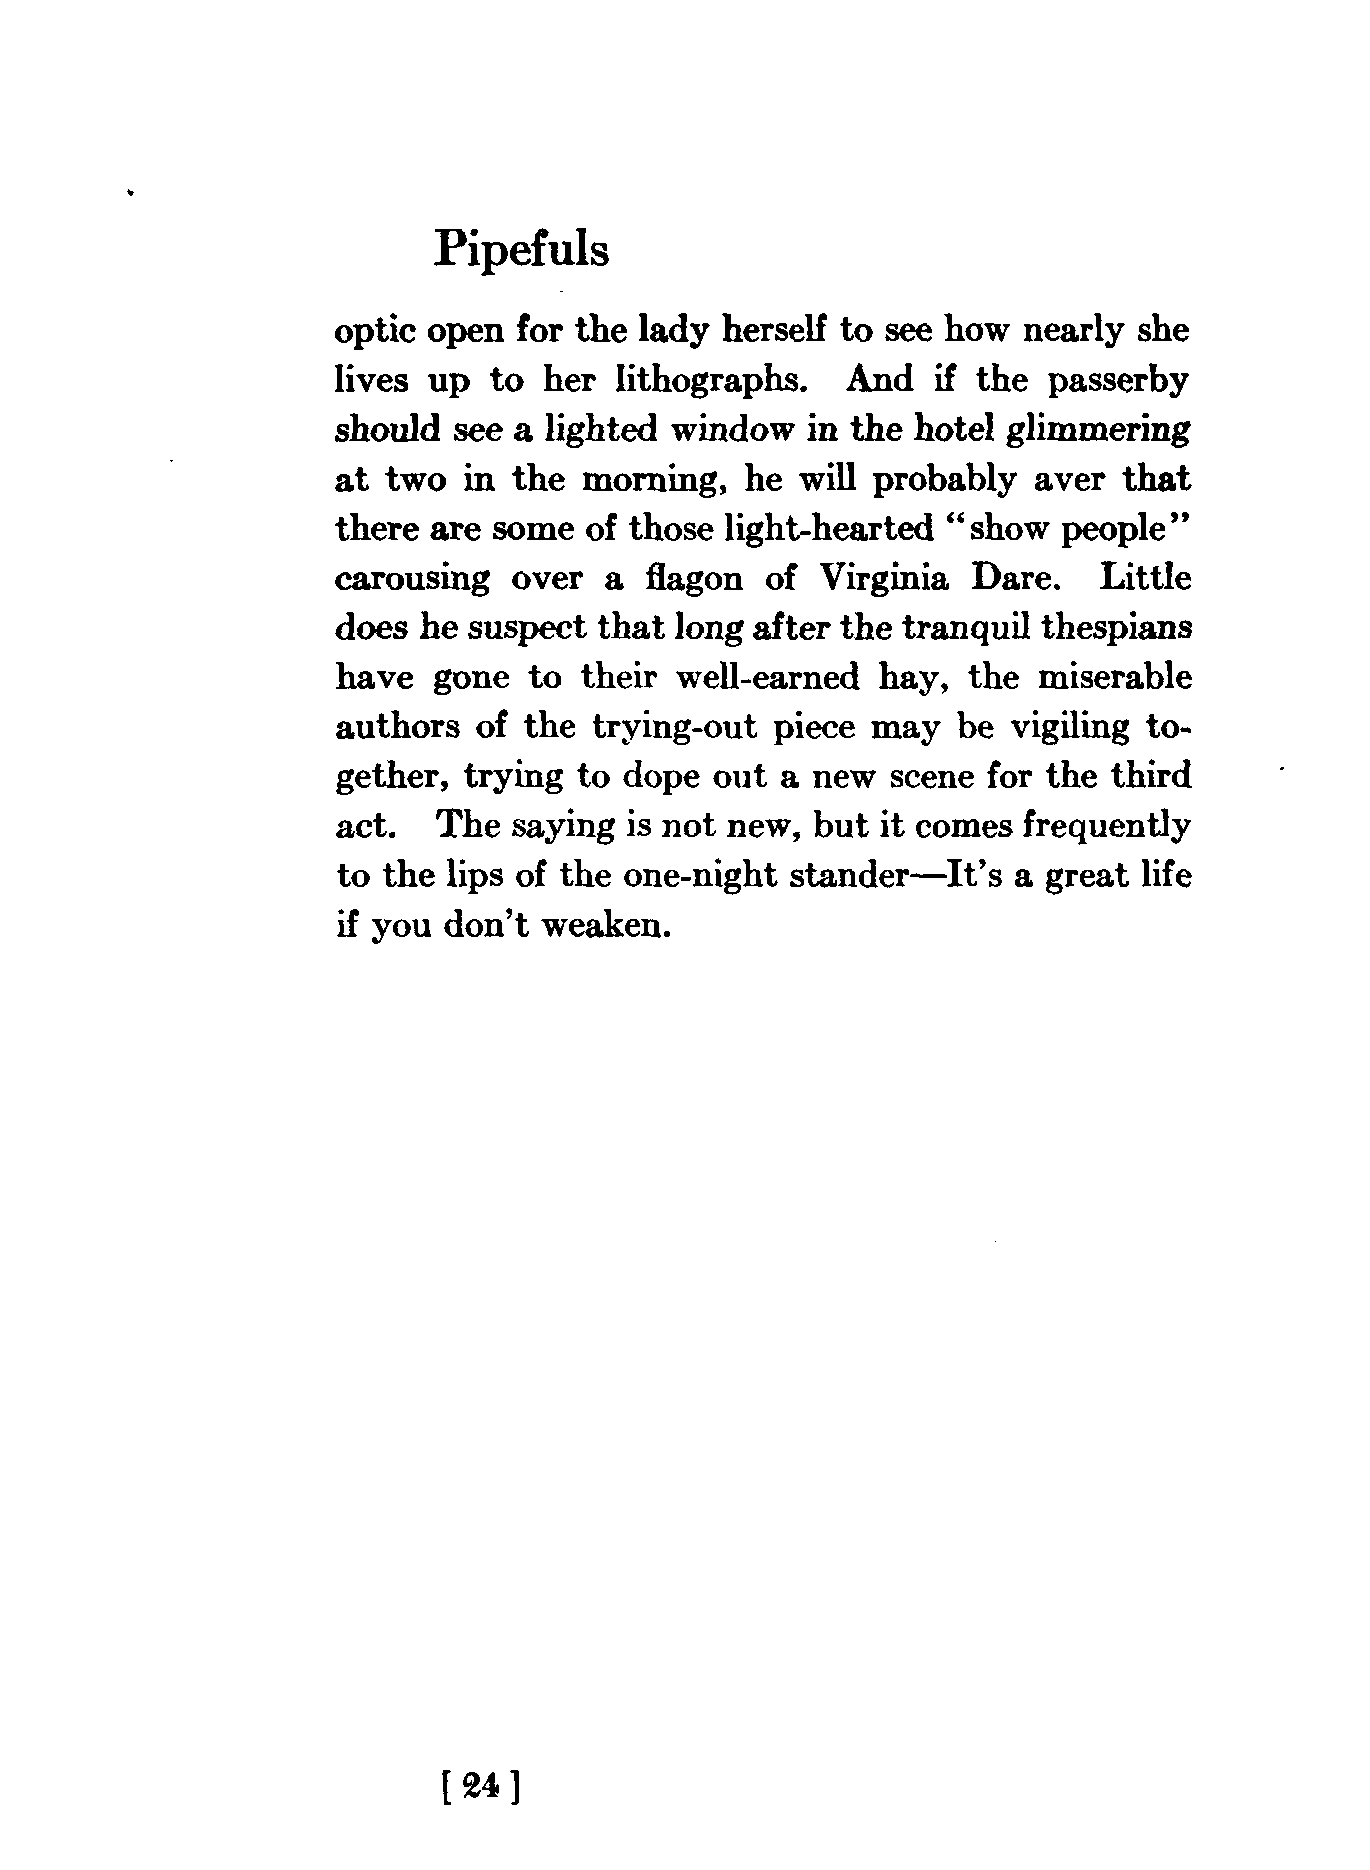 Pipefuls
optic open for the lady herself to see how nearly she
lives up to her lithographs. And if the passerby
should see a lighted window in the hotel glimmering
at two in the morning, he will probably aver that
there are some of those light-hearted “show people”
carousing over a flagon of Virginia Dare. Little
does he suspect that long after the tranquil thespians
have gone to their well-earned hay, the miserable
authors of the trying-out piece may be vigiling to-
gether, trying to dope out a new scene for the third
act. The saying is not new, but it comes frequently
to the lips of the one-night stander—It's a great life
if you don't weaken.
[ 24 ]